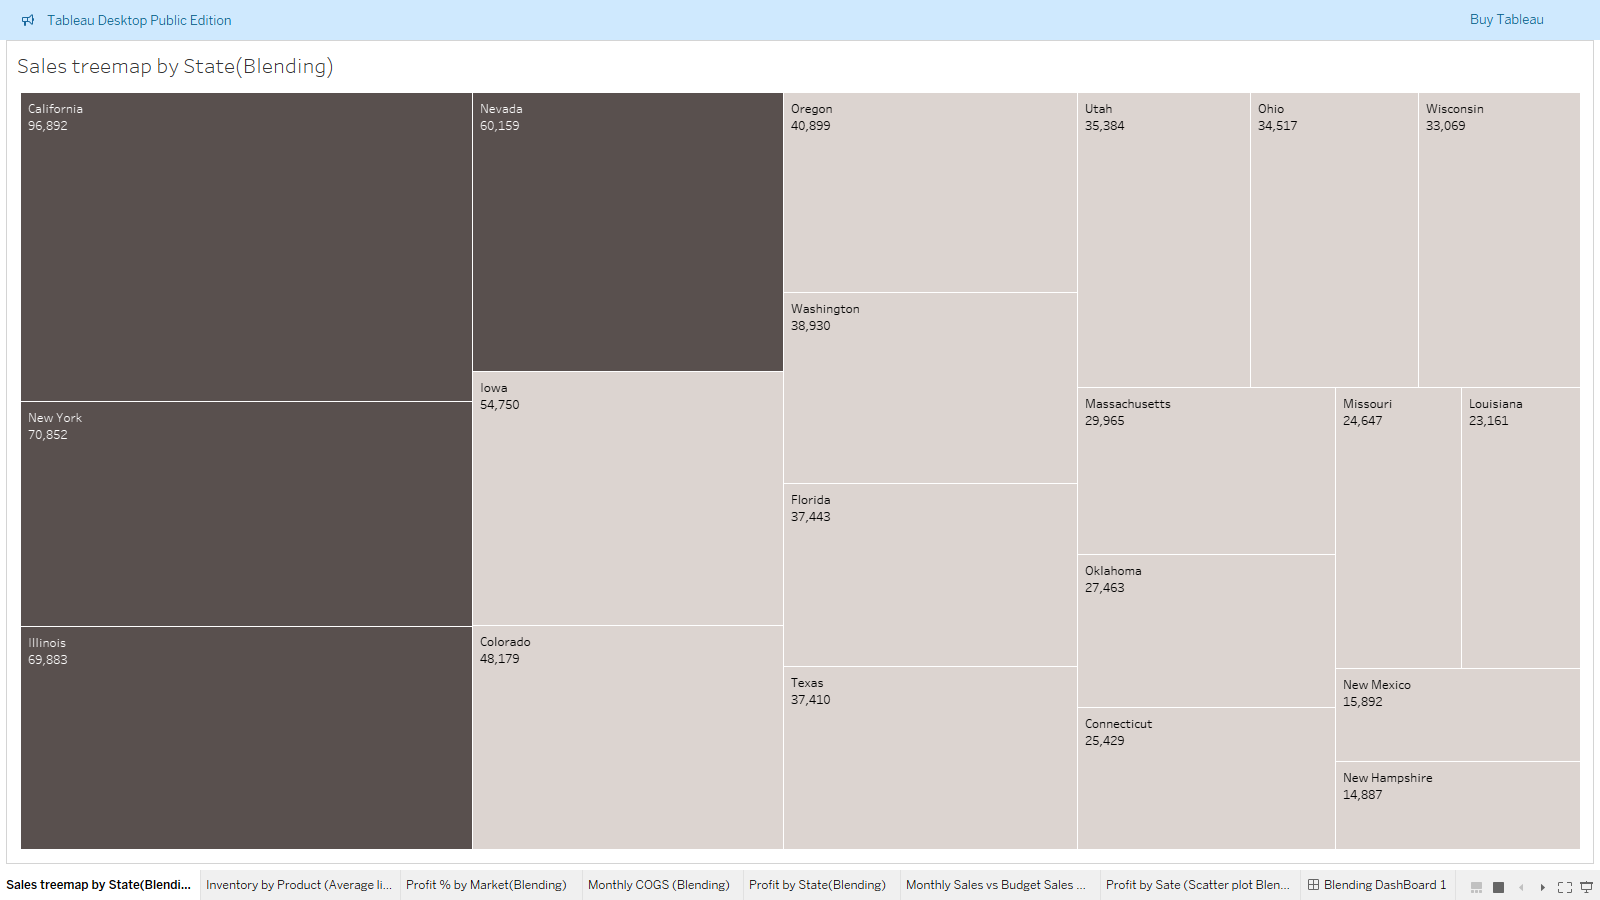 Tableau Desktop Public Edition
Buy Tableau
Sales treemap by State(Blending)
California
96,892
Nevada
60,159
Oregon
40,899
Utah
35,384
Ohio
34,517
Wisconsin
33,069
Washington
38,930
Iowa
54,750
New York
70,852
Massachusetts
29,965
Missouri
24,647
Louisiana
23,161
Florida
37,443
Oklahoma
27,463
Illinois
69,883
Colorado
48,179
Texas
37,410
New Mexico
15,892
Connecticut
25,429
New Hampshire
14,887
Sales treemap by State(Blendi...
Inventory by Product (Average li...
Profit % by Market(Blending)
Monthly COGS (Blending)
Profit by State(Blending)
Monthly Sales vs Budget Sales ...
Profit by Sate (Scatter plot Blen...
Blending DashBoard 1